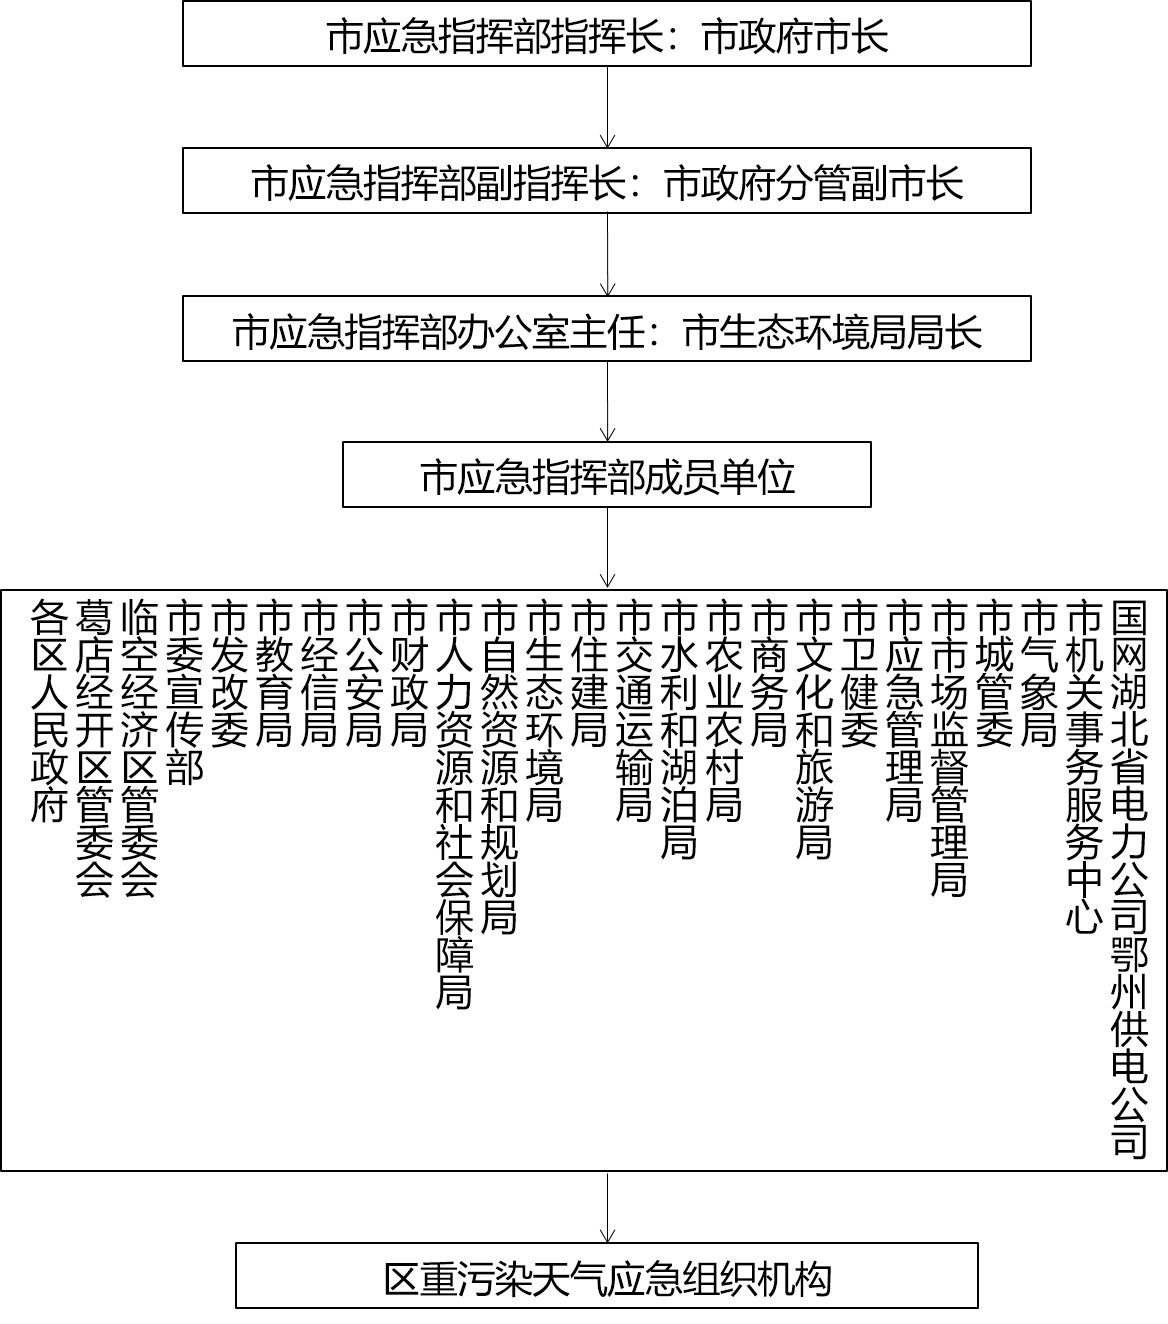 市应急指挥部指挥长：市政府市长
市应急指挥部副指挥长：市政府分管副市长
市应急指挥部办公室主任：市生态环境局局长
市应急指挥部成员单位
各区人民政府
葛店经开区管委会
临空经济区管委会
市委宣传部
市发改委
市教育局
市经信局
市公安局
市财政局
市人力资源和社会保障局
市自然资源和规划局
市生态环境局
市住建局
市交通运输局
市水利和湖泊局
市农业农村局
市商务局
市文化和旅游局
市卫健委
市应急管理局
市市场监督管理局
市城管委
市气象局
市机关事务服务中心
国网湖北省电力公司鄂州供电公司
区重污染天气应急组织机构